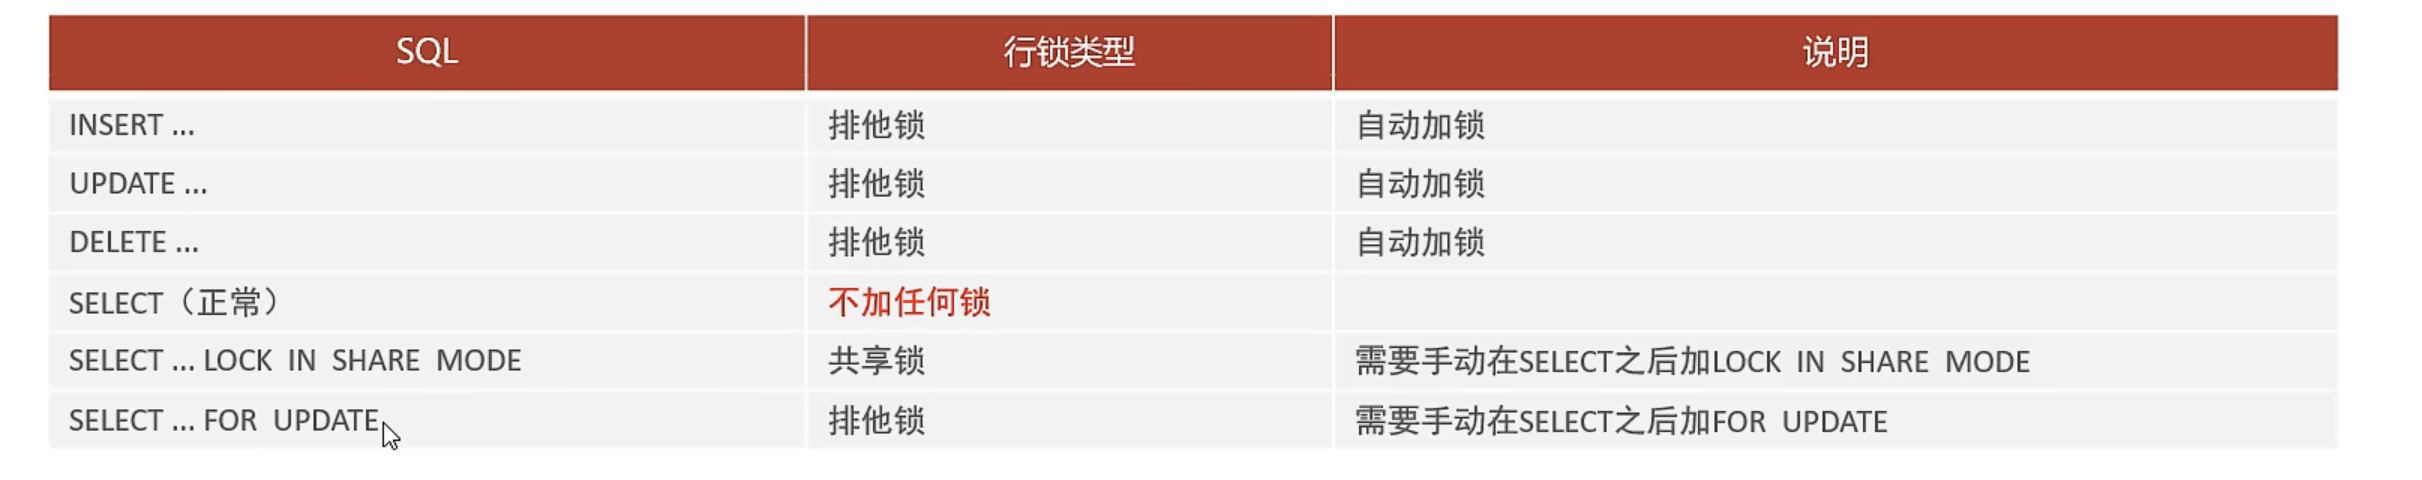 SQL 行锁类型 说明
INSERT ... 排他锁 自动加锁
UPDATE ... 排他锁 自动加锁
DELETE ... 排他锁 自动加锁
SELECT（正常） 不加任何锁
SELECT ... LOCK IN SHARE MODE 共享锁 需要手动在SELECT之后加LOCK IN SHARE MODE
SELECT ... FOR UPDATE 排他锁 需要手动在SELECT之后加FOR UPDATE